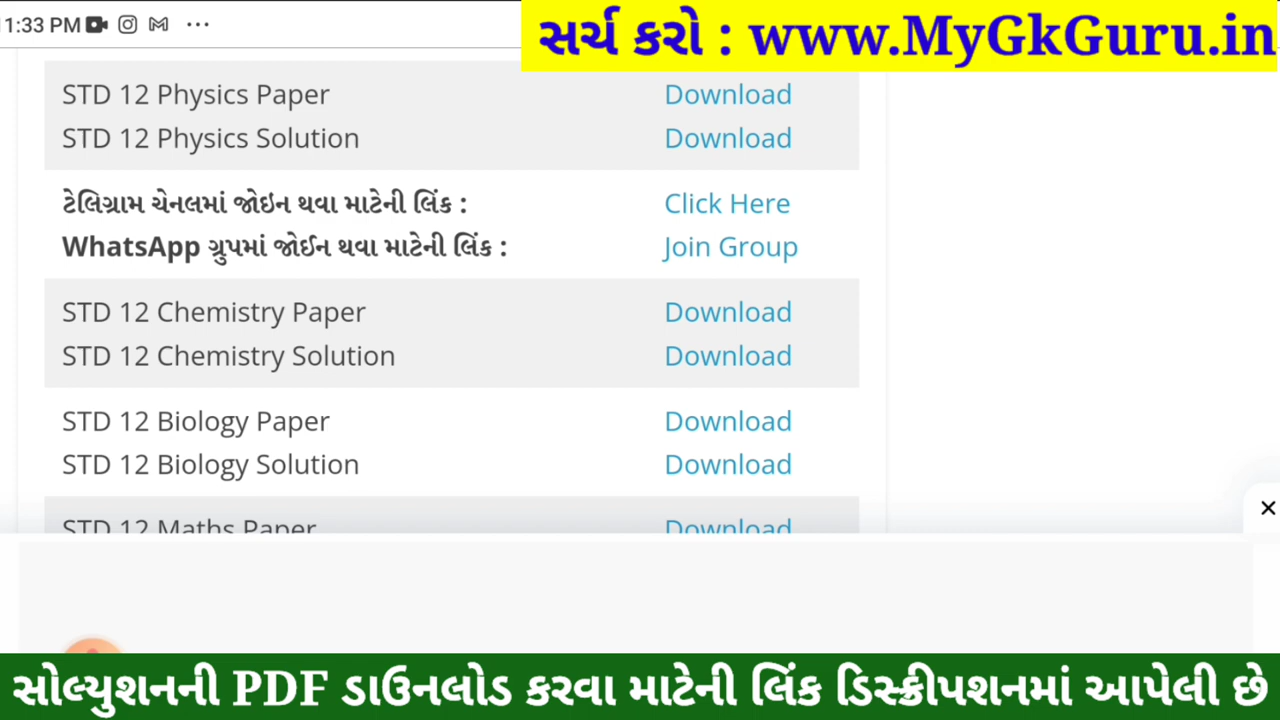 11:33 PM
સર્ચ કરો : www.MyGkGuru.in
STD 12 Physics Paper Download
STD 12 Physics Solution Download
ટેલિગ્રામ ચેનલમાં જોઇન થવા માટેની લિંક : Click Here
WhatsApp ગ્રુપમાં જોઈન થવા માટેની લિંક : Join Group
STD 12 Chemistry Paper Download
STD 12 Chemistry Solution Download
STD 12 Biology Paper Download
STD 12 Biology Solution Download
STD 12 Maths Paper Download
સોલ્યુશનની PDF ડાઉનલોડ કરવા માટેની લિંક ડિસ્ક્રીપશનમાં આપેલી છે